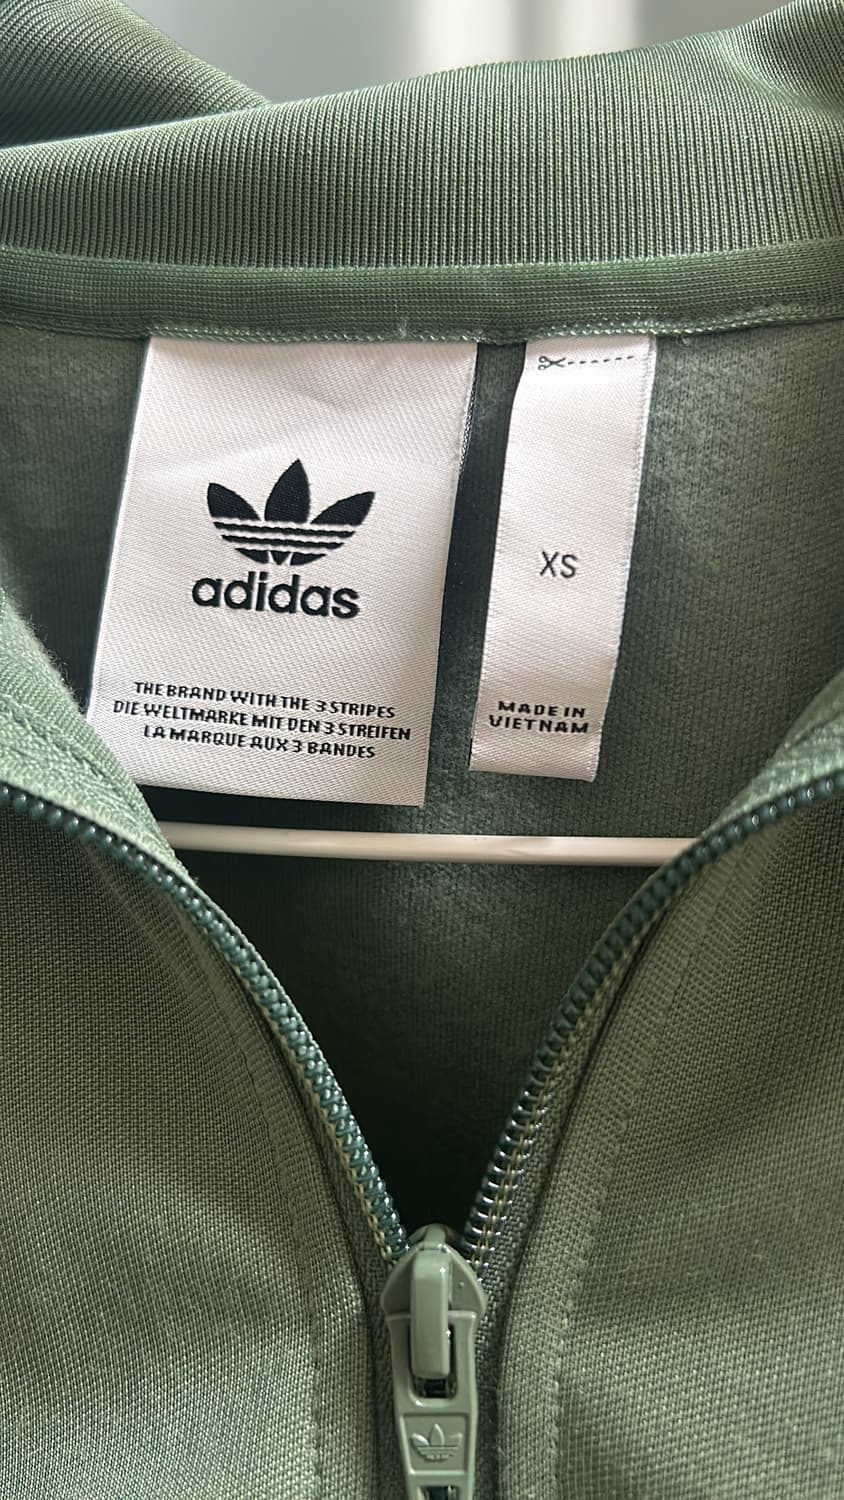 adidas
THE BRAND WITH THE 3 STRIPES
DIE WELTMARKE MIT DEN 3 STREIFEN
LA MARQUE AUX 3 BANDES
XS
MADE IN
VIETNAM